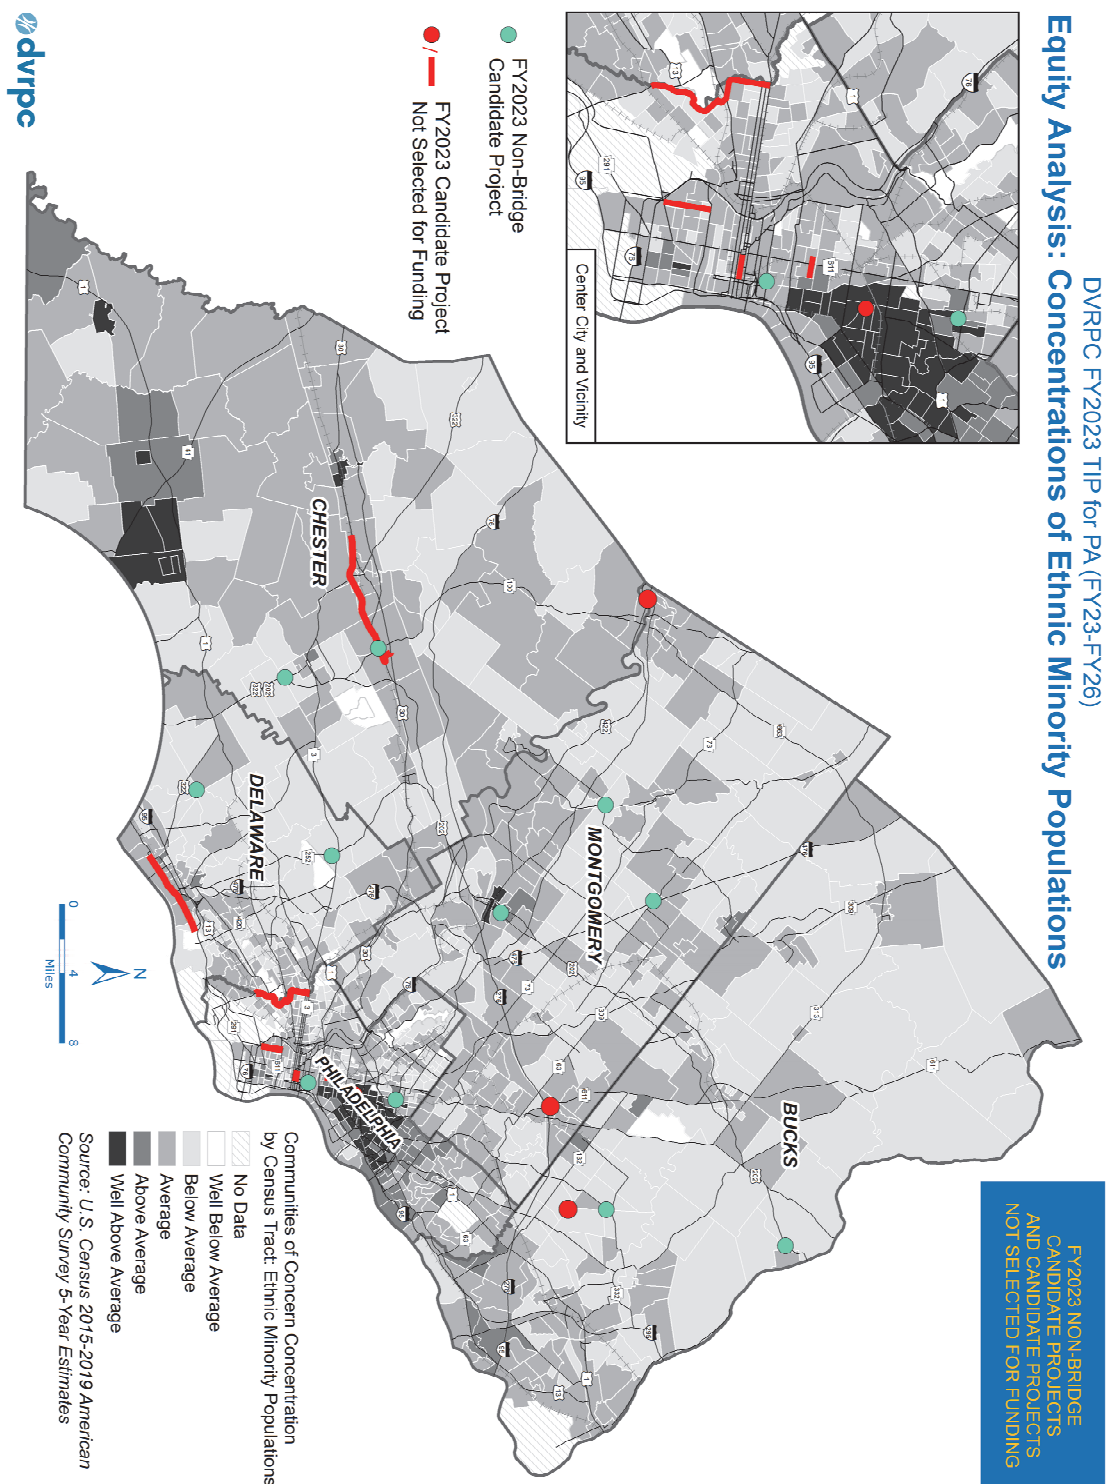 DVRPC FY2023 TIP for PA (FY23-FY26)
Equity Analysis: Concentrations of Ethnic Minority Populations
FY2023 NON-BRIDGE
CANDIDATE PROJECTS
AND CANDIDATE PROJECTS
NOT SELECTED FOR FUNDING
Center City and Vicinity
FY2023 Non-Bridge
Candidate Project
/
FY2023 Candidate Project
Not Selected for Funding
CHESTER
DELAWARE
MONTGOMERY
BUCKS
PHILADELPHIA
N
0 4 8
Miles
Communities of Concern Concentration
by Census Tract: Ethnic Minority Populations
No Data
Well Below Average
Below Average
Average
Above Average
Well Above Average
Source: U.S. Census 2015-2019 American
Community Survey 5-Year Estimates
dvrpc